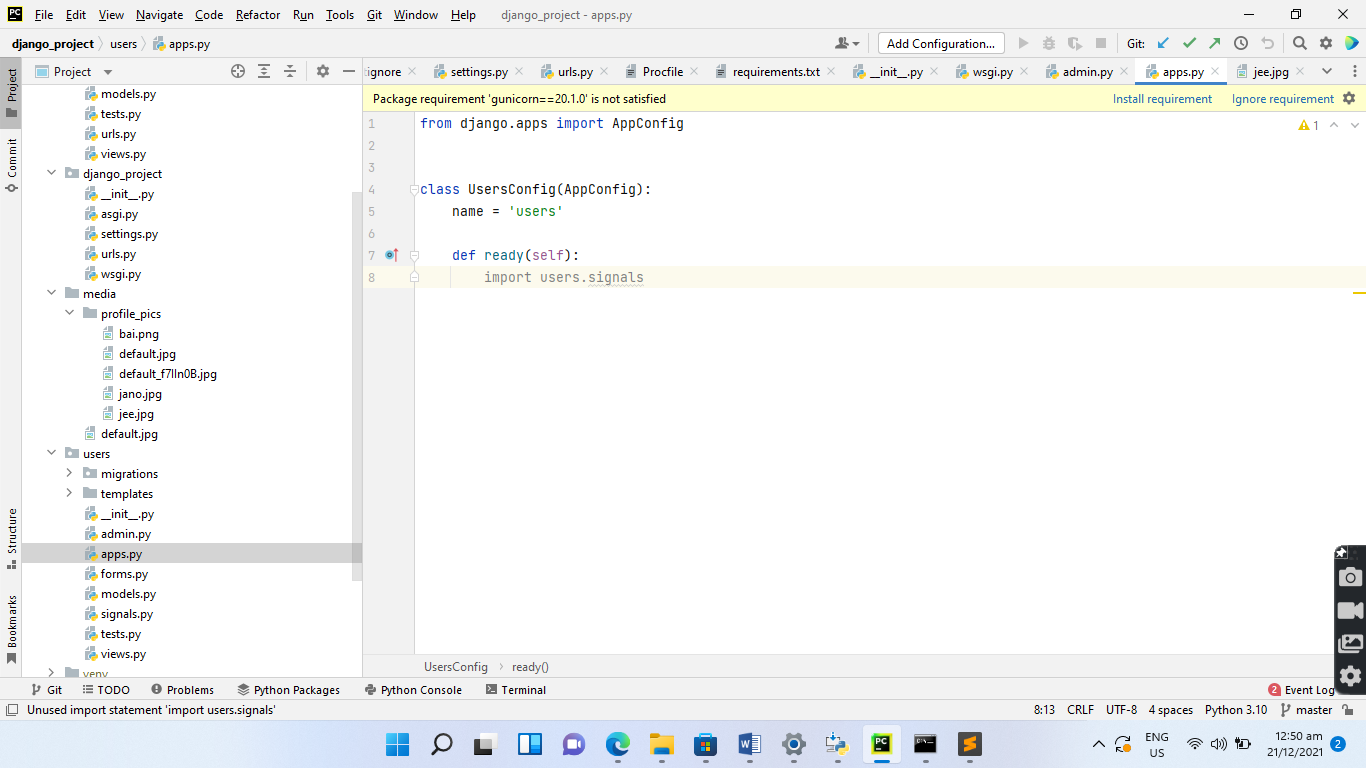 PC File Edit View Navigate Code Refactor Run Tools Git Window Help django_project - apps.py
django_project users apps.py Add Configuration... Git:
Project tignore settings.py urls.py Procfile requirements.txt __init__.py wsgi.py admin.py apps.py jee.jpg
Package requirement 'gunicorn==20.1.0' is not satisfied Install requirement Ignore requirement
Project
Commit
Structure
Bookmarks
models.py
tests.py
urls.py
views.py
django_project
__init__.py
asgi.py
settings.py
urls.py
wsgi.py
media
profile_pics
bai.png
default.jpg
jano.jpg
jee.jpg
default.jpg
users
migrations
templates
__init__.py
admin.py
apps.py
forms.py
models.py
signals.py
tests.py
views.py
venv
1 from django.apps import AppConfig
2
3
4 class UsersConfig(AppConfig):
5 name = 'users'
6
7 def ready(self):
8 import users.signals
1
UsersConfig ready()
Git TODO Problems Python Packages Python Console Terminal 2 Event Log
Unused import statement 'import users.signals' 8:13 CRLF UTF-8 4 spaces Python 3.10 master
PC
ENG
US
12:50 am
21/12/2021
2